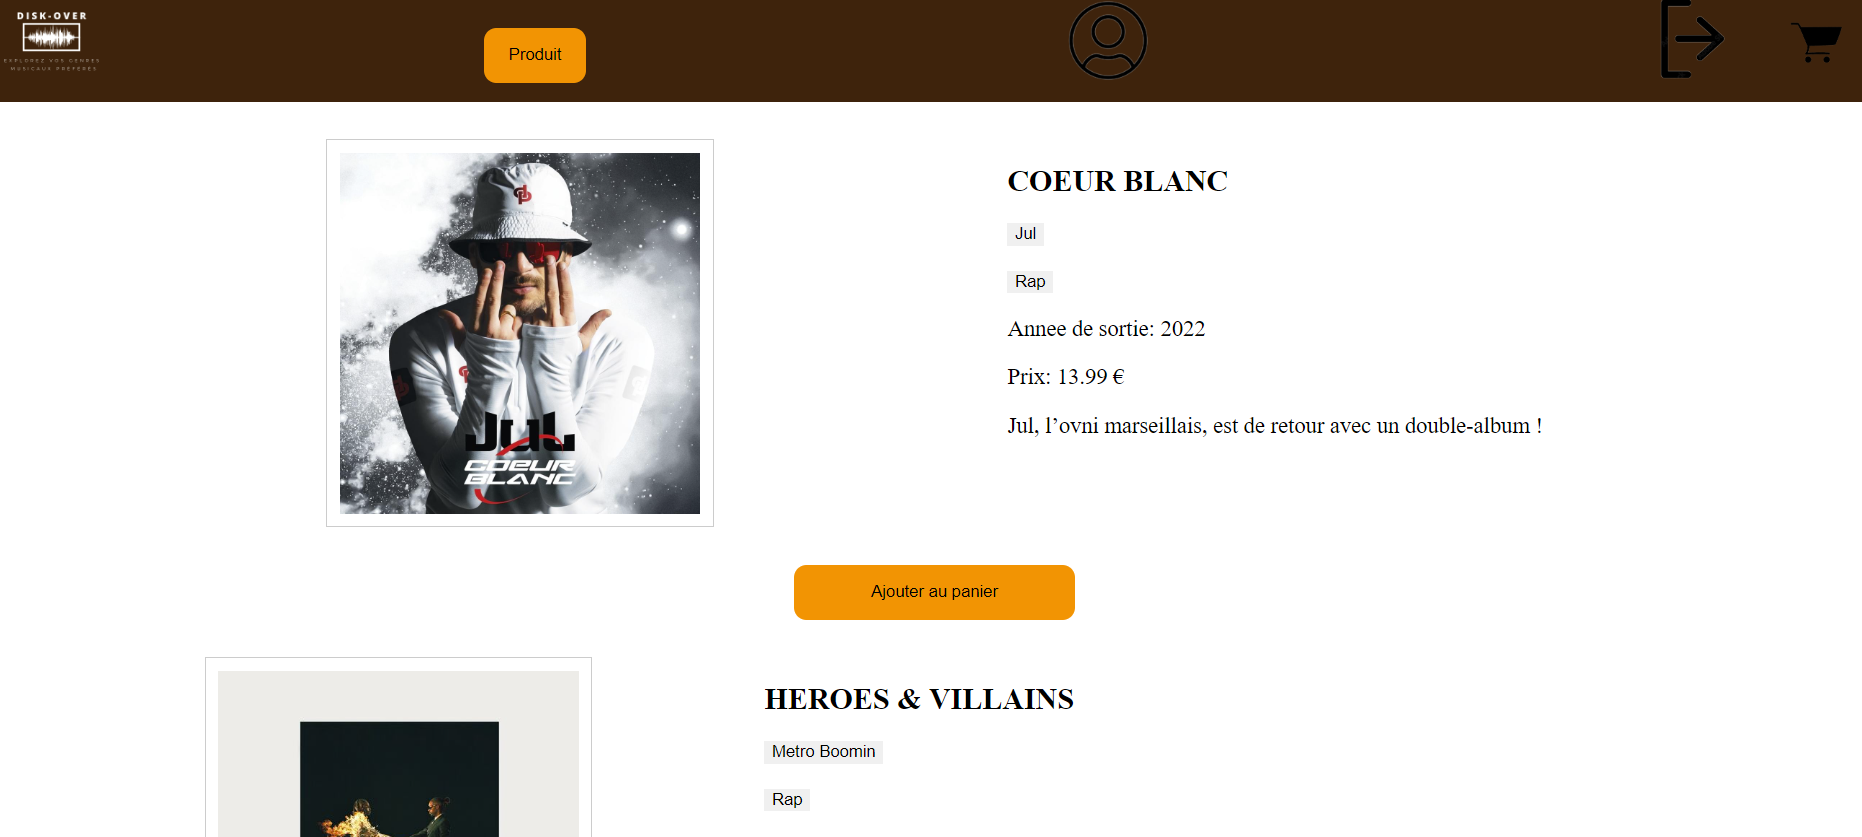 DISK-OVER
EXPLOREZ VOS GENRES
MUSICAUX PRÉFÉRÉS
Produit
COEUR BLANC
Jul
Rap
Annee de sortie: 2022
Prix: 13.99 €
Jul, l’ovni marseillais, est de retour avec un double-album !
JUL
COEUR
BLANC
Ajouter au panier
HEROES & VILLAINS
Metro Boomin
Rap